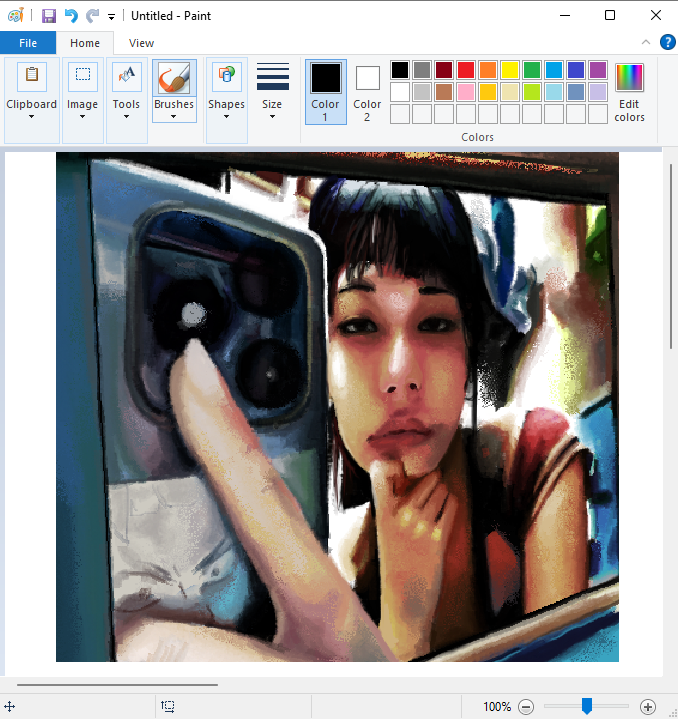 Untitled - Paint
File Home View
Clipboard
Image
Tools
Brushes
Shapes
Size
Color
1
Color
2
Edit
colors
Colors
100%